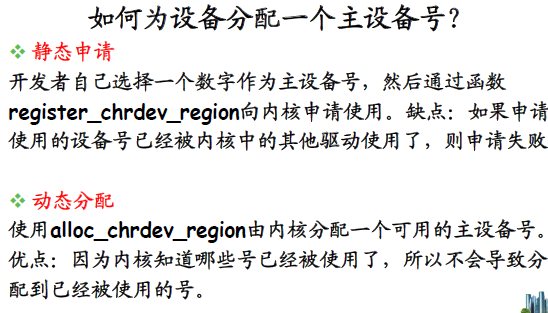 如何为设备分配一个主设备号？
静态申请
开发者自己选择一个数字作为主设备号，然后通过函数
register_chrdev_region向内核申请使用。缺点：如果申请
使用的设备号已经被内核中的其他驱动使用了，则申请失败
动态分配
使用alloc_chrdev_region由内核分配一个可用的主设备号。
优点：因为内核知道哪些号已经被使用了，所以不会导致分
配到已经被使用的号。